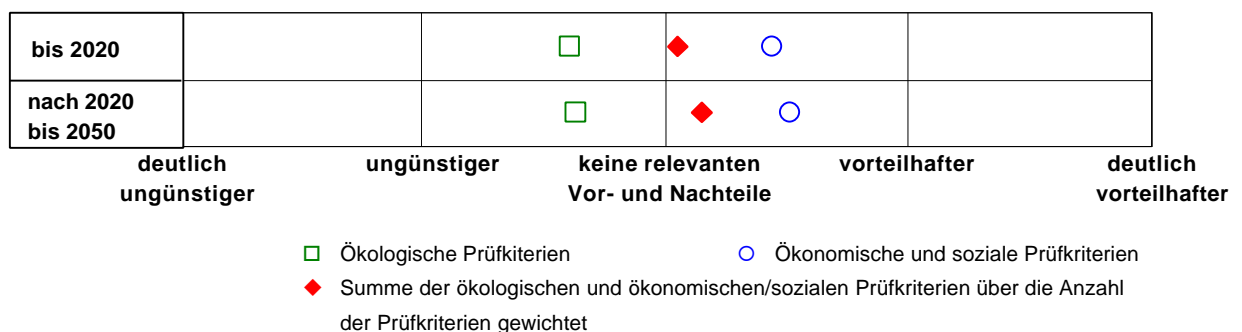 bis 2020
nach 2020
bis 2050
deutlich ungünstiger keine relevanten vorteilhafter deutlich
ungünstiger Vor- und Nachteile vorteilhafter
Ökologische Prüfkiterien Ökonomische und soziale Prüfkriterien
Summe der ökologischen und ökonomischen/sozialen Prüfkriterien über die Anzahl
der Prüfkriterien gewichtet